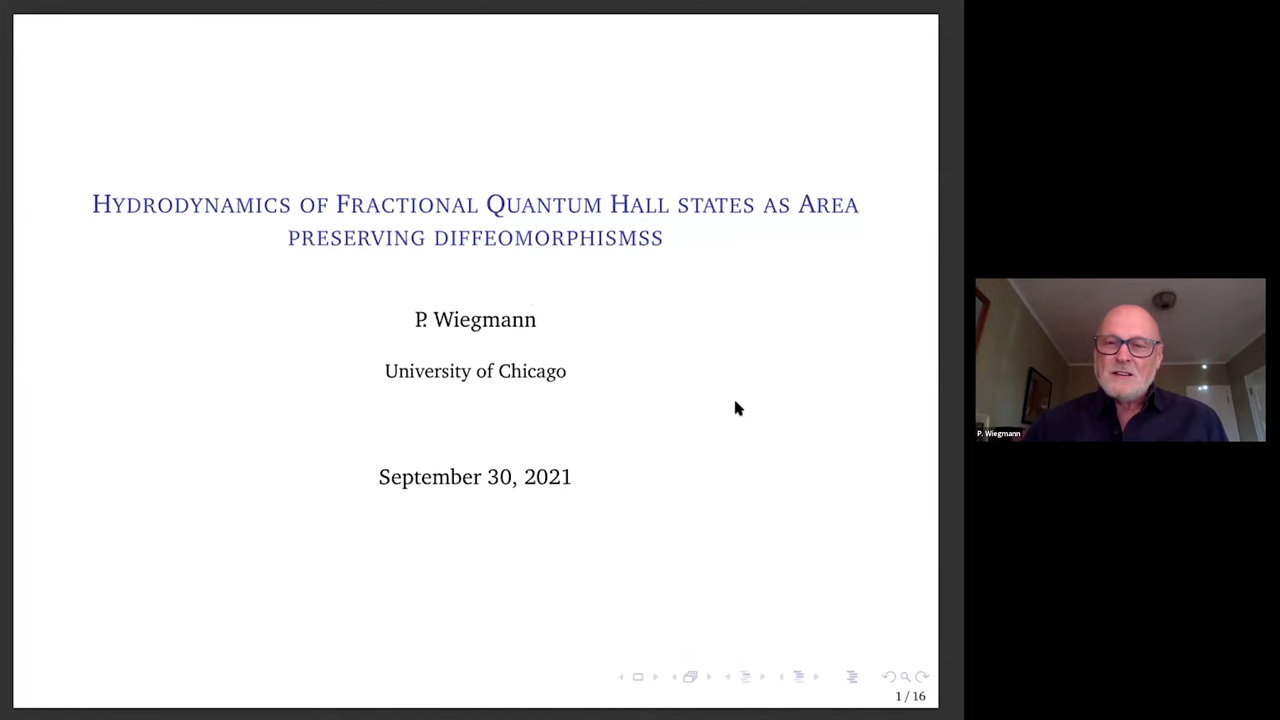 Hydrodynamics of Fractional Quantum Hall states as Area
preserving diffeomorphismss
P. Wiegmann
University of Chicago
September 30, 2021
1 / 16
P. Wiegmann